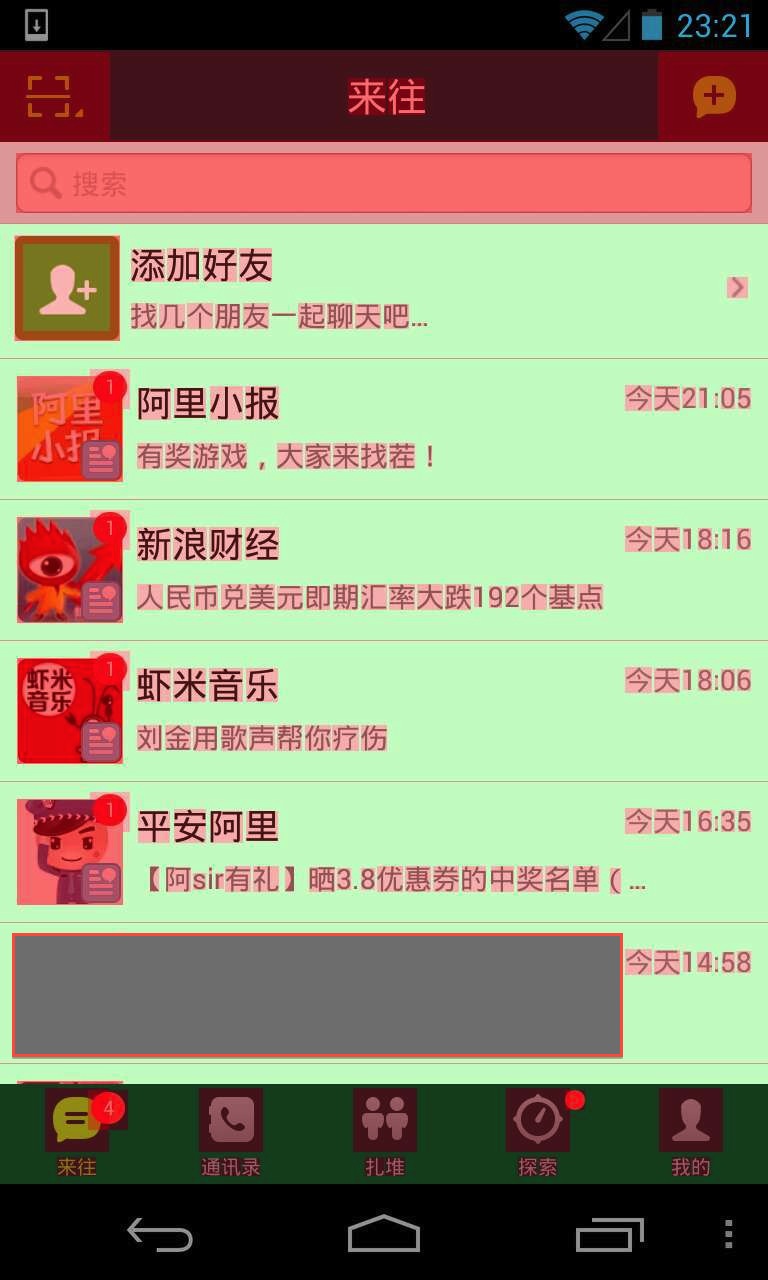 23:21
来往
搜索
添加好友
找几个朋友一起聊天吧...
阿里小报
1
阿里小报
今天21:05
有奖游戏，大家来找茬！
1
新浪财经
今天18:16
人民币兑美元即期汇率大跌192个基点
虾米音乐
1
虾米音乐
今天18:06
刘金用歌声帮你疗伤
1
平安阿里
今天16:35
【阿sir有礼】晒3.8优惠劵的中奖名单（...
今天14:58
4
来往
通讯录
扎堆
探索
我的